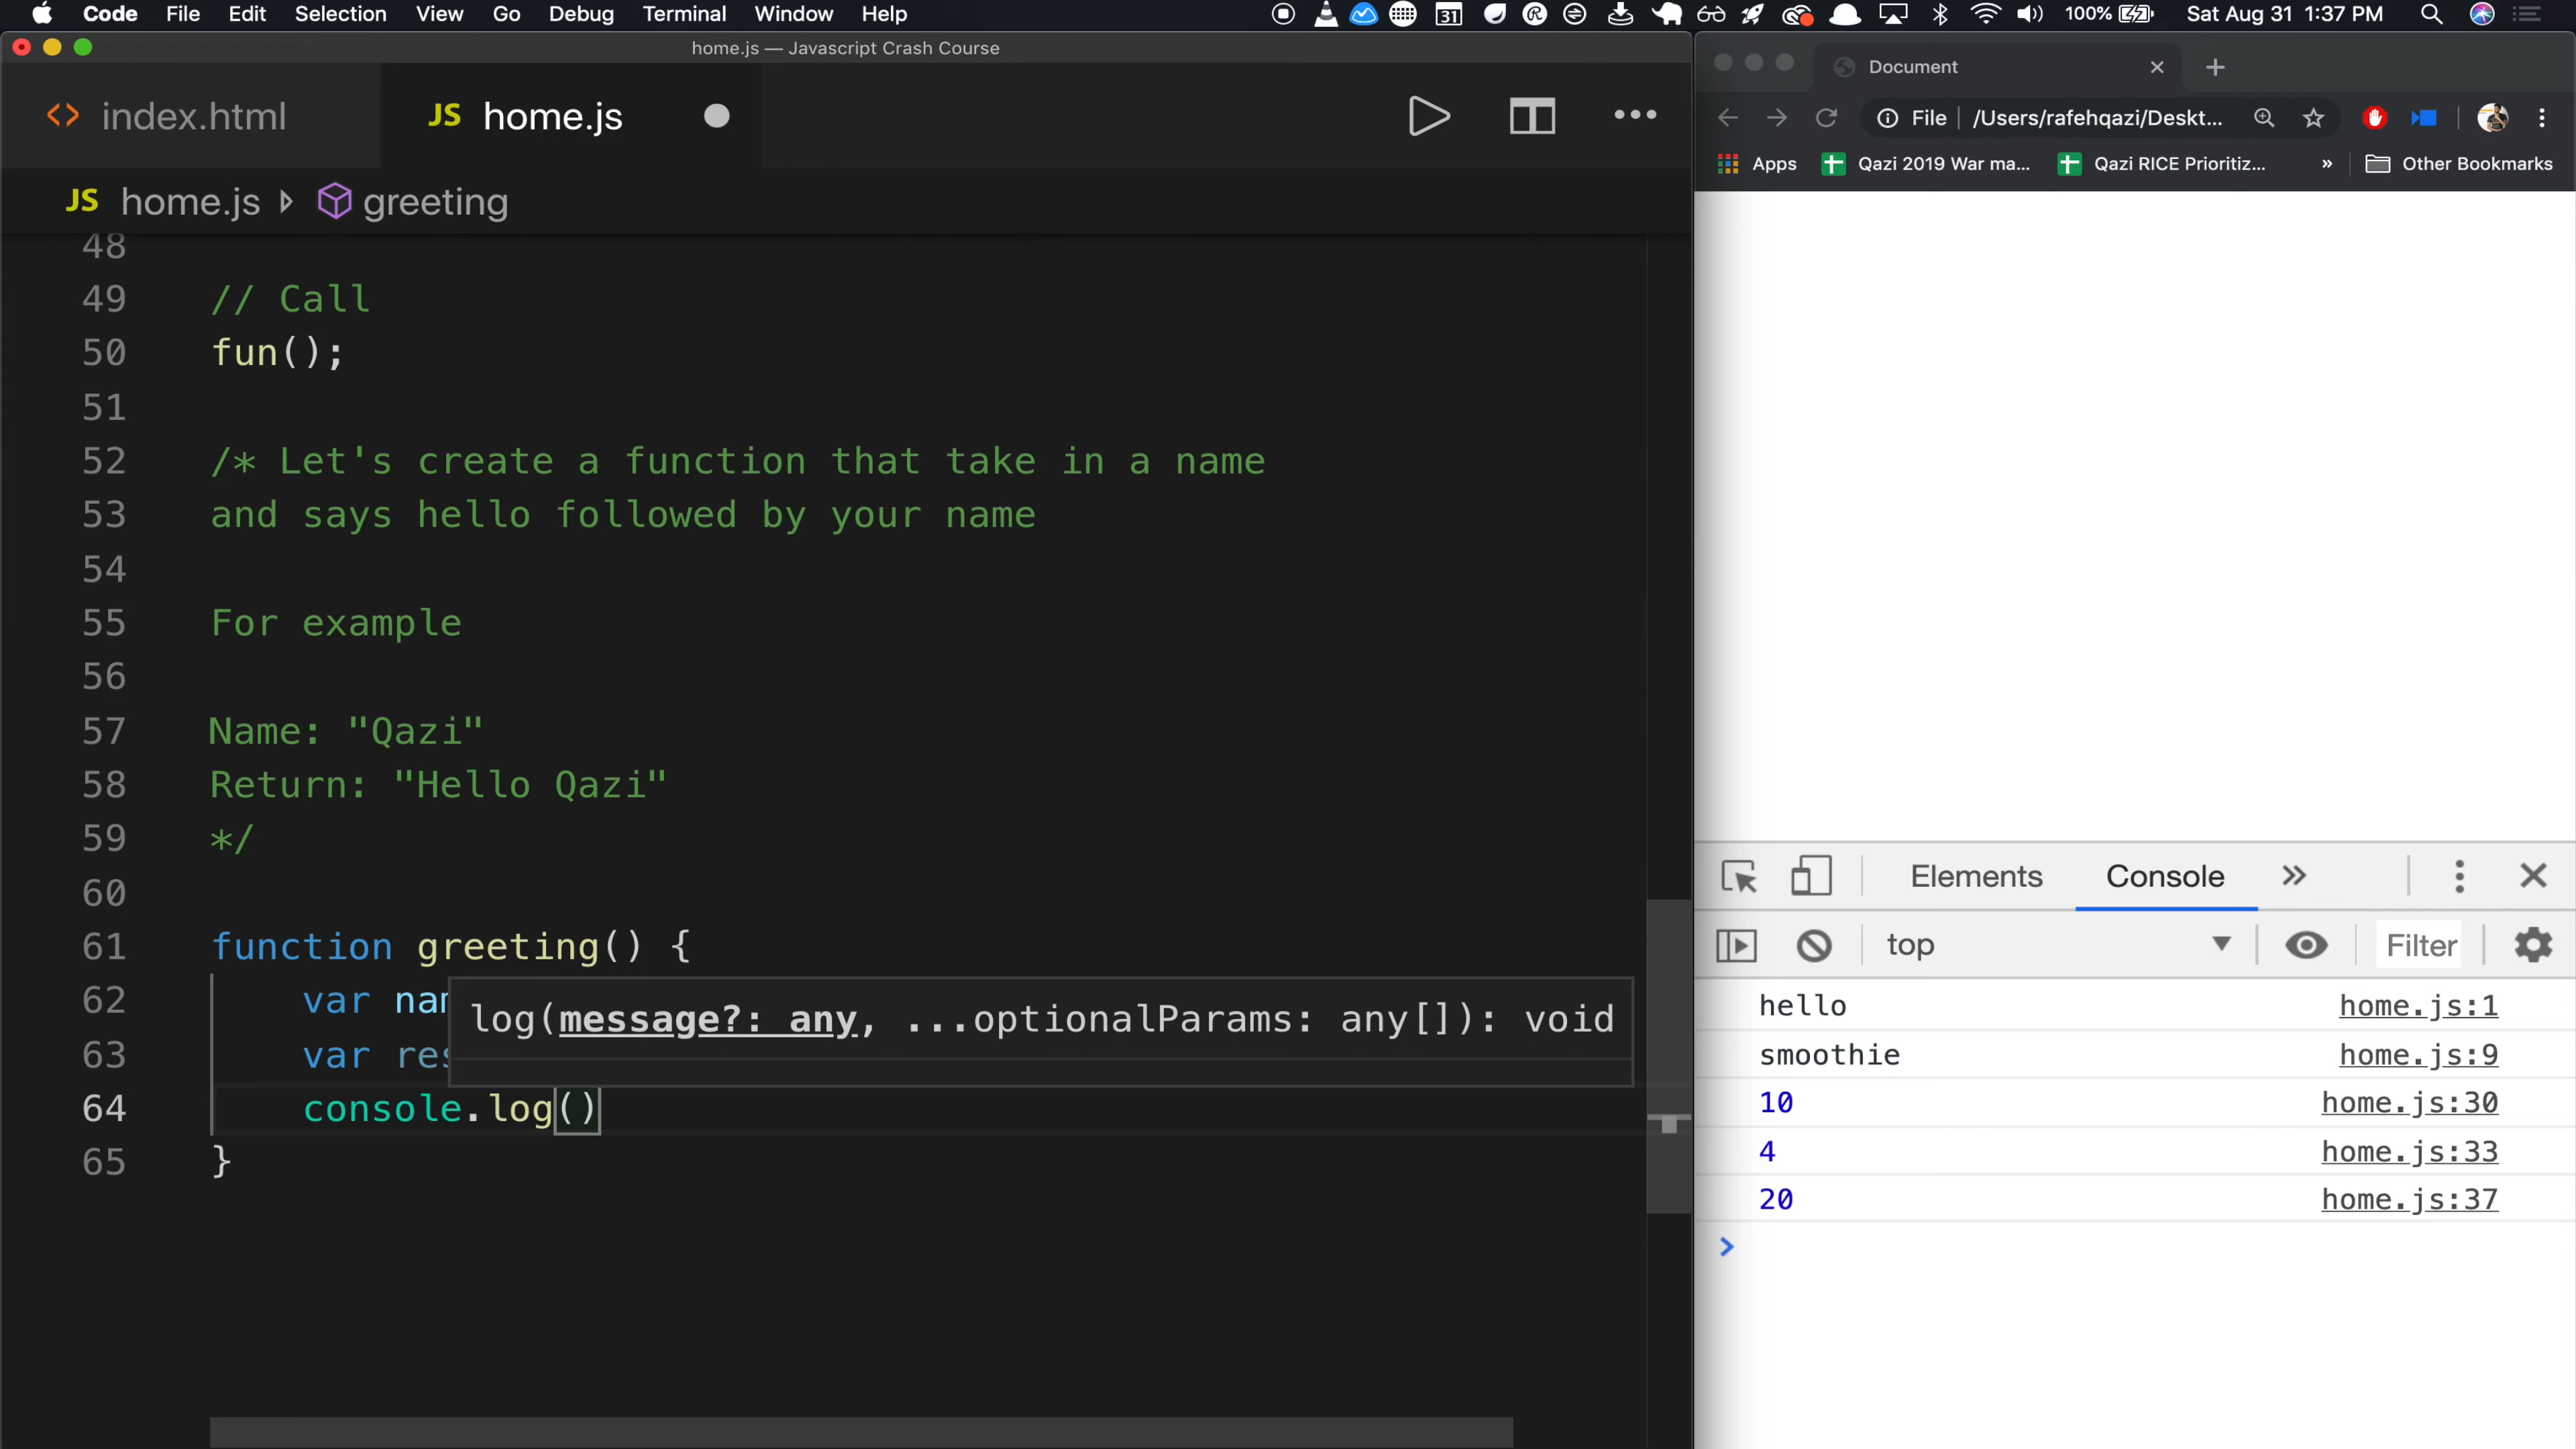 Code File Edit Selection View Go Debug Terminal Window Help 31 100% Sat Aug 31 1:37 PM
home.js — Javascript Crash Course
<> index.html JS home.js
JS home.js greeting
48
49 // Call
50 fun();
51
52 /* Let's create a function that take in a name
53 and says hello followed by your name
54
55 For example
56
57 Name: "Qazi"
58 Return: "Hello Qazi"
59 */
60
61 function greeting() {
62 var
63 var
log(message?: any, ...optionalParams: any[]): void
64 console.log()
65 }
Document
File /Users/rafehqazi/Deskt...
Apps Qazi 2019 War ma... Qazi RICE Prioritiz... » Other Bookmarks
Elements Console »
top Filter
hello home.js:1
smoothie home.js:9
10 home.js:30
4 home.js:33
20 home.js:37
>